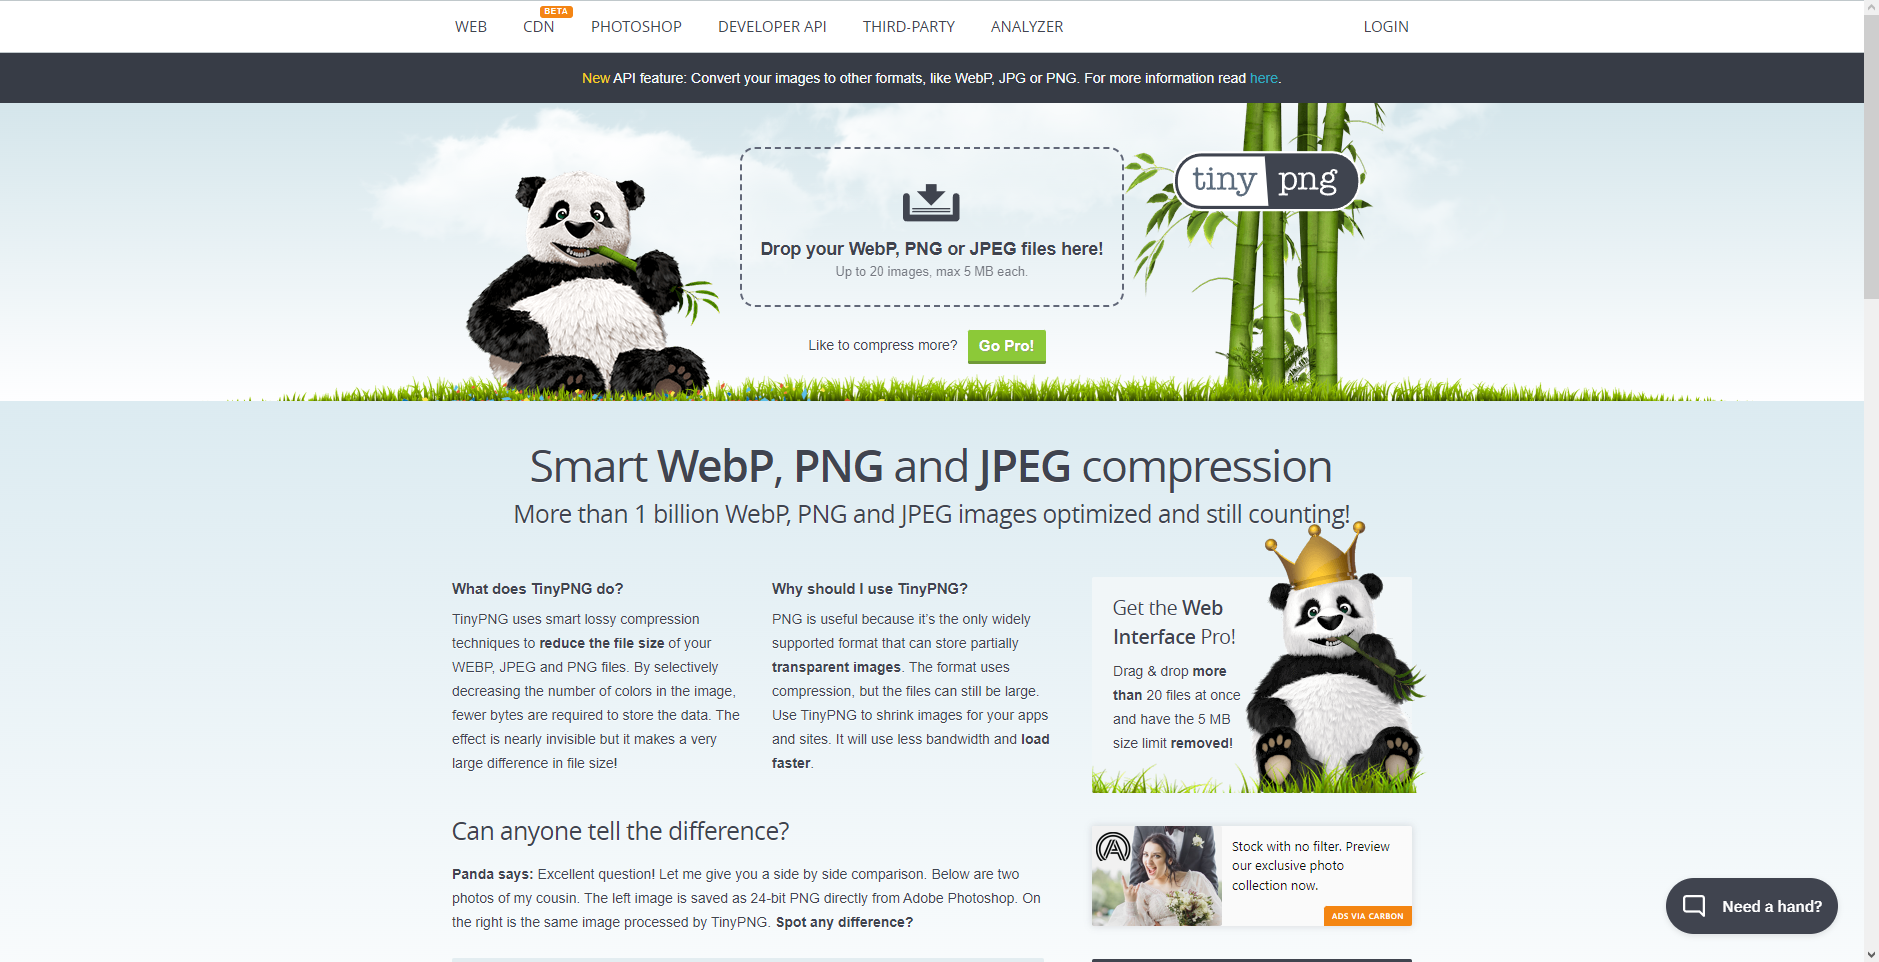 WEB
CDN
BETA
PHOTOSHOP
DEVELOPER API
THIRD-PARTY
ANALYZER
LOGIN
New API feature: Convert your images to other formats, like WebP, JPG or PNG. For more information read here.
tiny png
Drop your WebP, PNG or JPEG files here!
Up to 20 images, max 5 MB each.
Like to compress more?
Go Pro!
Smart WebP, PNG and JPEG compression
More than 1 billion WebP, PNG and JPEG images optimized and still counting!
What does TinyPNG do?
TinyPNG uses smart lossy compression
techniques to reduce the file size of your
WEBP, JPEG and PNG files. By selectively
decreasing the number of colors in the image,
fewer bytes are required to store the data. The
effect is nearly invisible but it makes a very
large difference in file size!
Why should I use TinyPNG?
PNG is useful because it’s the only widely
supported format that can store partially
transparent images. The format uses
compression, but the files can still be large.
Use TinyPNG to shrink images for your apps
and sites. It will use less bandwidth and load
faster.
Get the Web
Interface Pro!
Drag & drop more
than 20 files at once
and have the 5 MB
size limit removed!
Can anyone tell the difference?
Panda says: Excellent question! Let me give you a side by side comparison. Below are two
photos of my cousin. The left image is saved as 24-bit PNG directly from Adobe Photoshop. On
the right is the same image processed by TinyPNG. Spot any difference?
Stock with no filter. Preview
our exclusive photo
collection now.
ADS VIA CARBON
Need a hand?